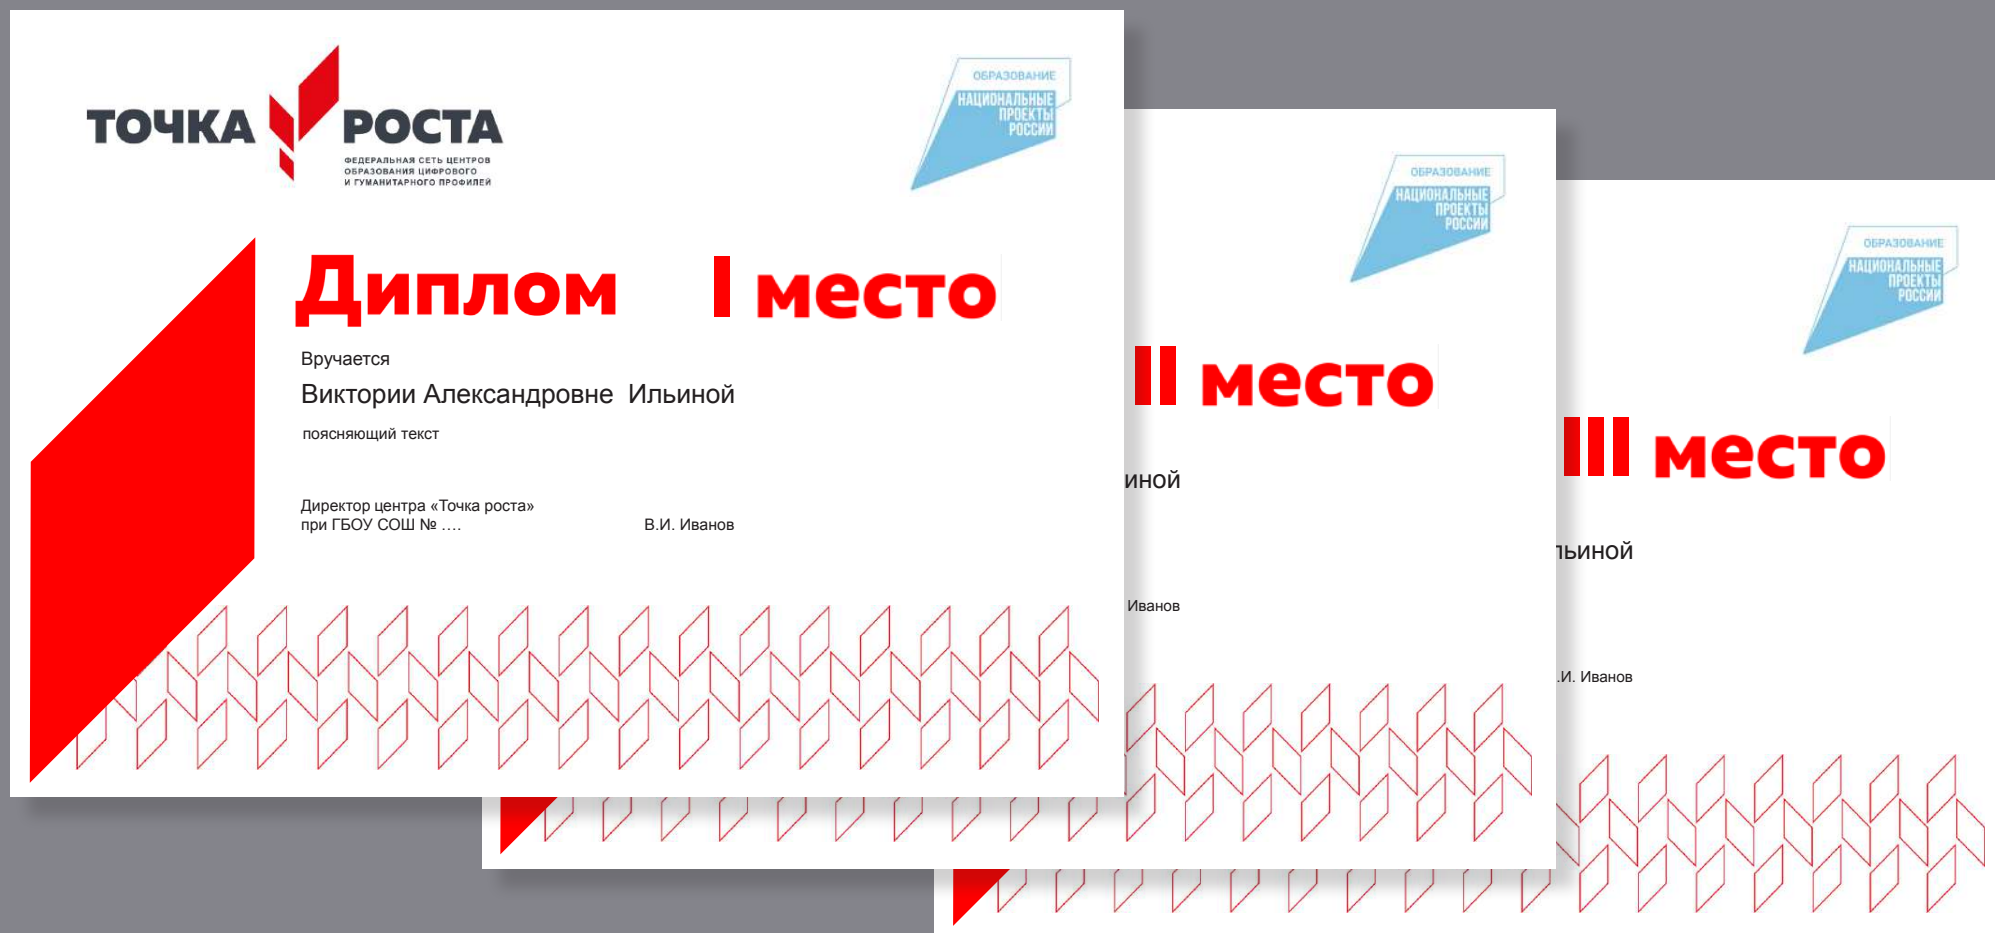 ТОЧКА РОСТА
ФЕДЕРАЛЬНАЯ СЕТЬ ЦЕНТРОВ
ОБРАЗОВАНИЯ ЦИФРОВОГО
И ГУМАНИТАРНОГО ПРОФИЛЕЙ
ОБРАЗОВАНИЕ
НАЦИОНАЛЬНЫЕ
ПРОЕКТЫ
РОССИИ
Диплом I место
Вручается
Виктории Александровне Ильиной
поясняющий текст
Директор центра «Точка роста»
при ГБОУ СОШ № .... В.И. Иванов
ОБРАЗОВАНИЕ
НАЦИОНАЛЬНЫЕ
ПРОЕКТЫ
РОССИИ
II место
иной
Иванов
ОБРАЗОВАНИЕ
НАЦИОНАЛЬНЫЕ
ПРОЕКТЫ
РОССИИ
III место
льиной
.И. Иванов